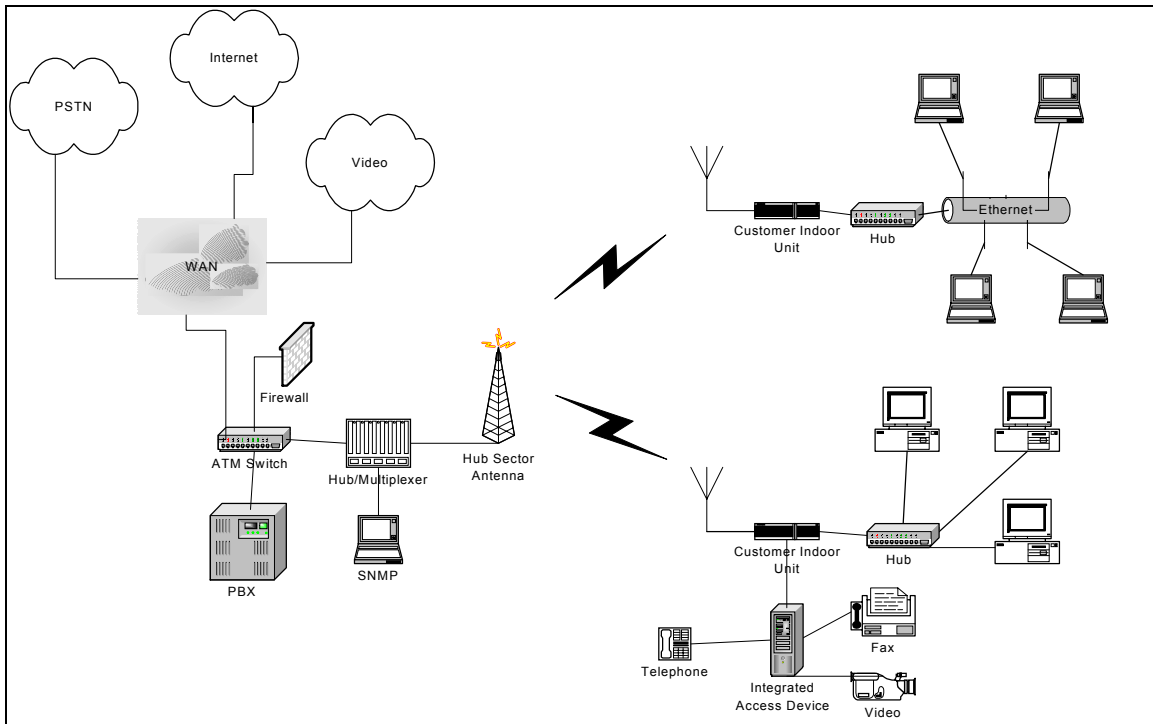 Internet
PSTN
Video
WAN
Firewall
ATM Switch
Hub/Multiplexer
Hub Sector
Antenna
PBX
SNMP
Customer Indoor
Unit
Hub
Ethernet
Customer Indoor
Unit
Hub
Telephone
Integrated
Access Device
Fax
Video